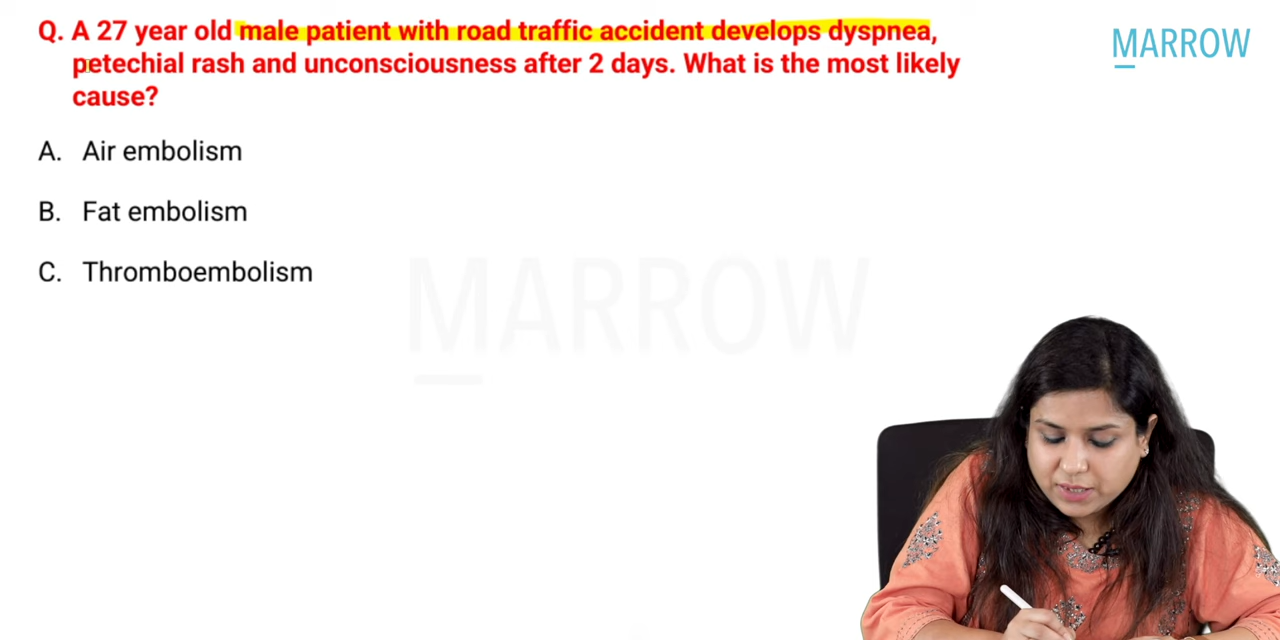 Q. A 27 year old male patient with road traffic accident develops dyspnea,
petechial rash and unconsciousness after 2 days. What is the most likely
cause?
MARROW
A. Air embolism
B. Fat embolism
C. Thromboembolism
MARROW